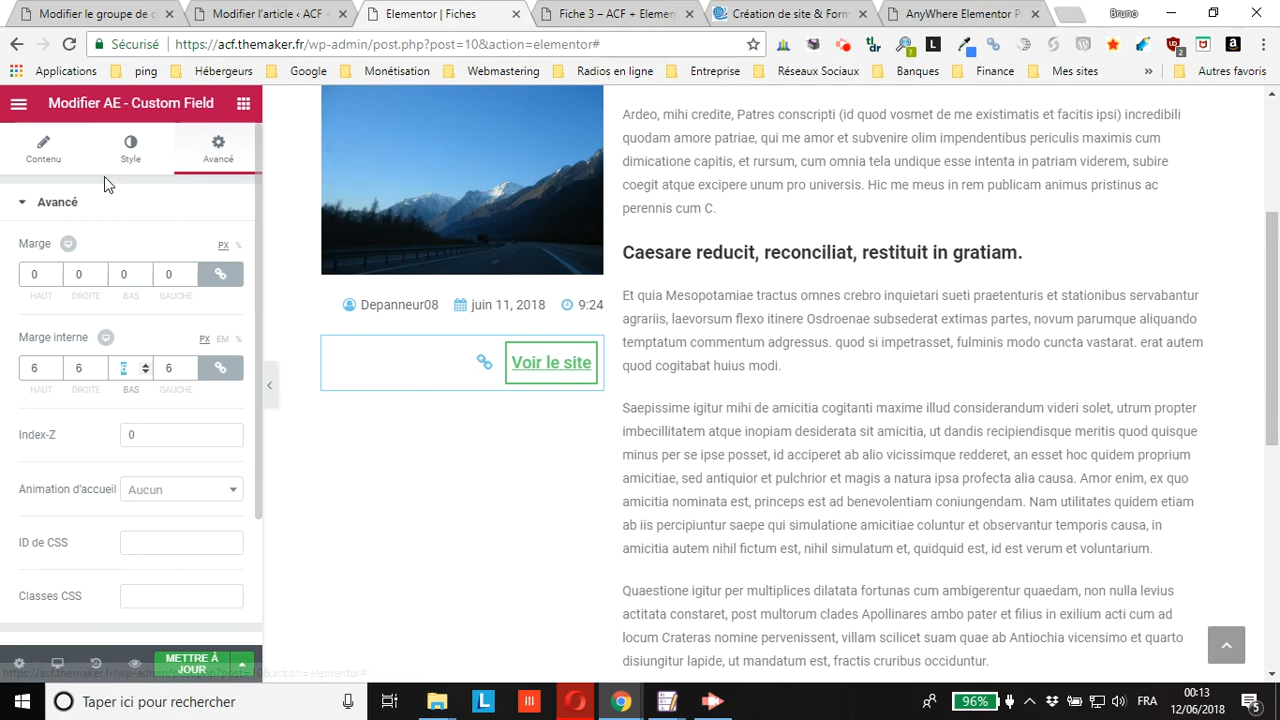 Modifier le groupe de c
Modifier l'article ‹ ACF -
Elementor | Fiches
Fiche 3 – ACF + Elemen
Création de site & Form
AnyWhere Elementor P
Bruno
Sécurisé
https://acf.themaker.fr/wp-admin/post.php?post=10&action=elementor#
Applications
ping
Hébergeurs
Google
Monétisation
Webmastering
Outils en ligne
Entreprise
Réseaux Sociaux
Banques
Finance
Mes sites
»
Autres favoris
Modifier AE - Custom Field
Contenu
Style
Avancé
Avancé
Marge
PX %
0 0 0 0
HAUT DROITE BAS GAUCHE
Marge interne
PX EM %
6 6 6 6
HAUT DROITE BAS GAUCHE
Index-Z
0
Animation d'accueil
Aucun
ID de CSS
Classes CSS
METTRE À
JOUR
https://acf.themaker.fr/wp-admin/post.php?post=10&action=elementor#
Depanneur08
juin 11, 2018
9:24
Voir le site
Ardeo, mihi credite, Patres conscripti (id quod vosmet de me existimatis et facitis ipsi) incredibili
quodam amore patriae, qui me amor et subvenire olim impendentibus periculis maximis cum
dimicatione capitis, et rursum, cum omnia tela undique esse intenta in patriam viderem, subire
coegit atque excipere unum pro universis. Hic me meus in rem publicam animus pristinus ac
perennis cum C.
Caesare reducit, reconciliat, restituit in gratiam.
Et quia Mesopotamiae tractus omnes crebro inquietari sueti praetenturis et stationibus servabantur
agrariis, laevorsum flexo itinere Osdroenae subsederat extimas partes, novum parumque aliquando
temptatum commentum adgressus. quod si impetrasset, fulminis modo cuncta vastarat. erat autem
quod cogitabat huius modi.
Saepissime igitur mihi de amicitia cogitanti maxime illud considerandum videri solet, utrum propter
imbecillitatem atque inopiam desiderata sit amicitia, ut dandis recipiendisque meritis quod quisque
minus per se ipse posset, id acciperet ab alio vicissimque redderet, an esset hoc quidem proprium
amicitiae, sed antiquior et pulchrior et magis a natura ipsa profecta alia causa. Amor enim, ex quo
amicitia nominata est, princeps est ad benevolentiam coniungendam. Nam utilitates quidem etiam
ab iis percipiuntur saepe qui simulatione amicitiae coluntur et observantur temporis causa, in
amicitia autem nihil fictum est, nihil simulatum et, quidquid est, id est verum et voluntarium.
Quaestione igitur per multiplices dilatata fortunas cum ambigerentur quaedam, non nulla levius
actitata constaret, post multorum clades Apollinares ambo pater et filius in exilium acti cum ad
locum Crateras nomine pervenissent, villam scilicet suam quae ab Antiochia vicensimo et quarto
disiungitur lapide, ut mandatum est, fractis cruribus occiduntur.
Taper ici pour rechercher
96%
FRA
00:13
12/06/2018
5